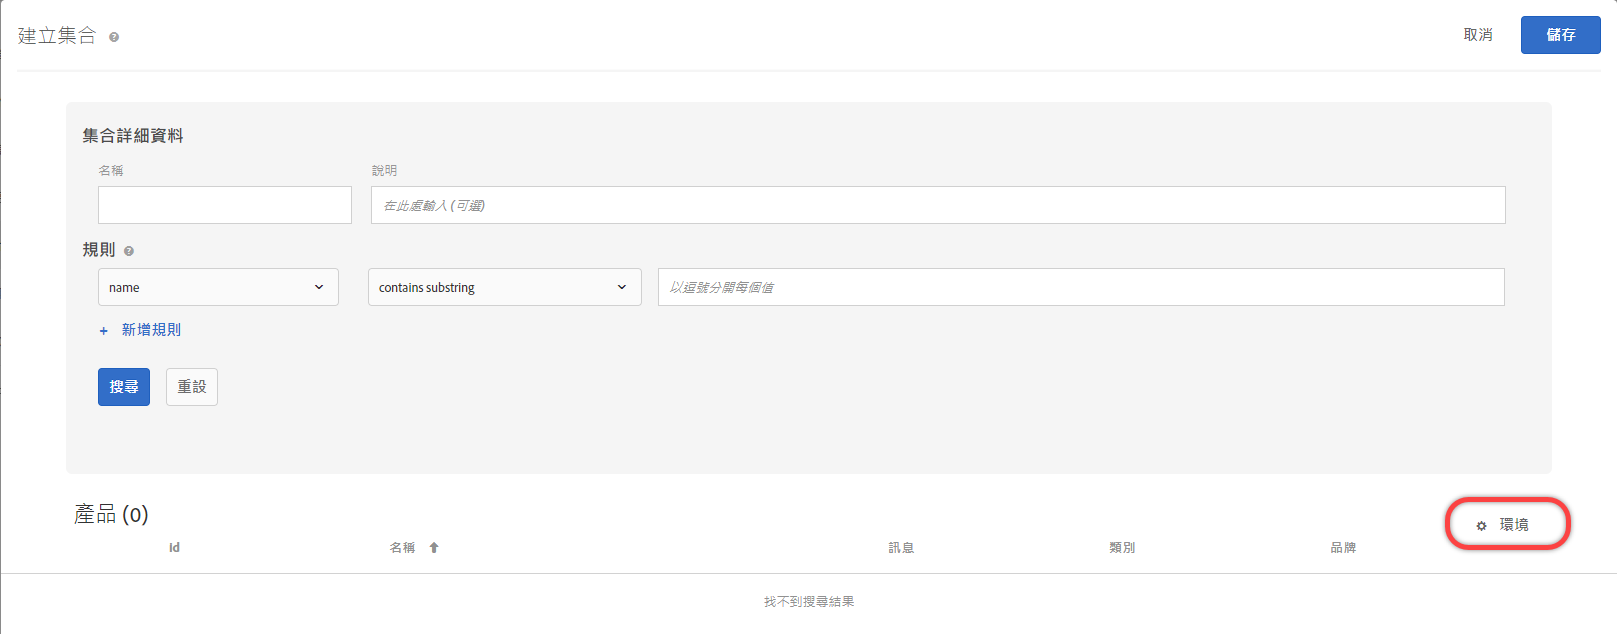 建立集合
取消
儲存
集合詳細資料
名稱
說明
在此處輸入 (可選)
規則
name
contains substring
以逗號分開每個值
+ 新增規則
搜尋
重設
產品 (0)
環境
id
名稱
訊息
類別
品牌
找不到搜尋結果